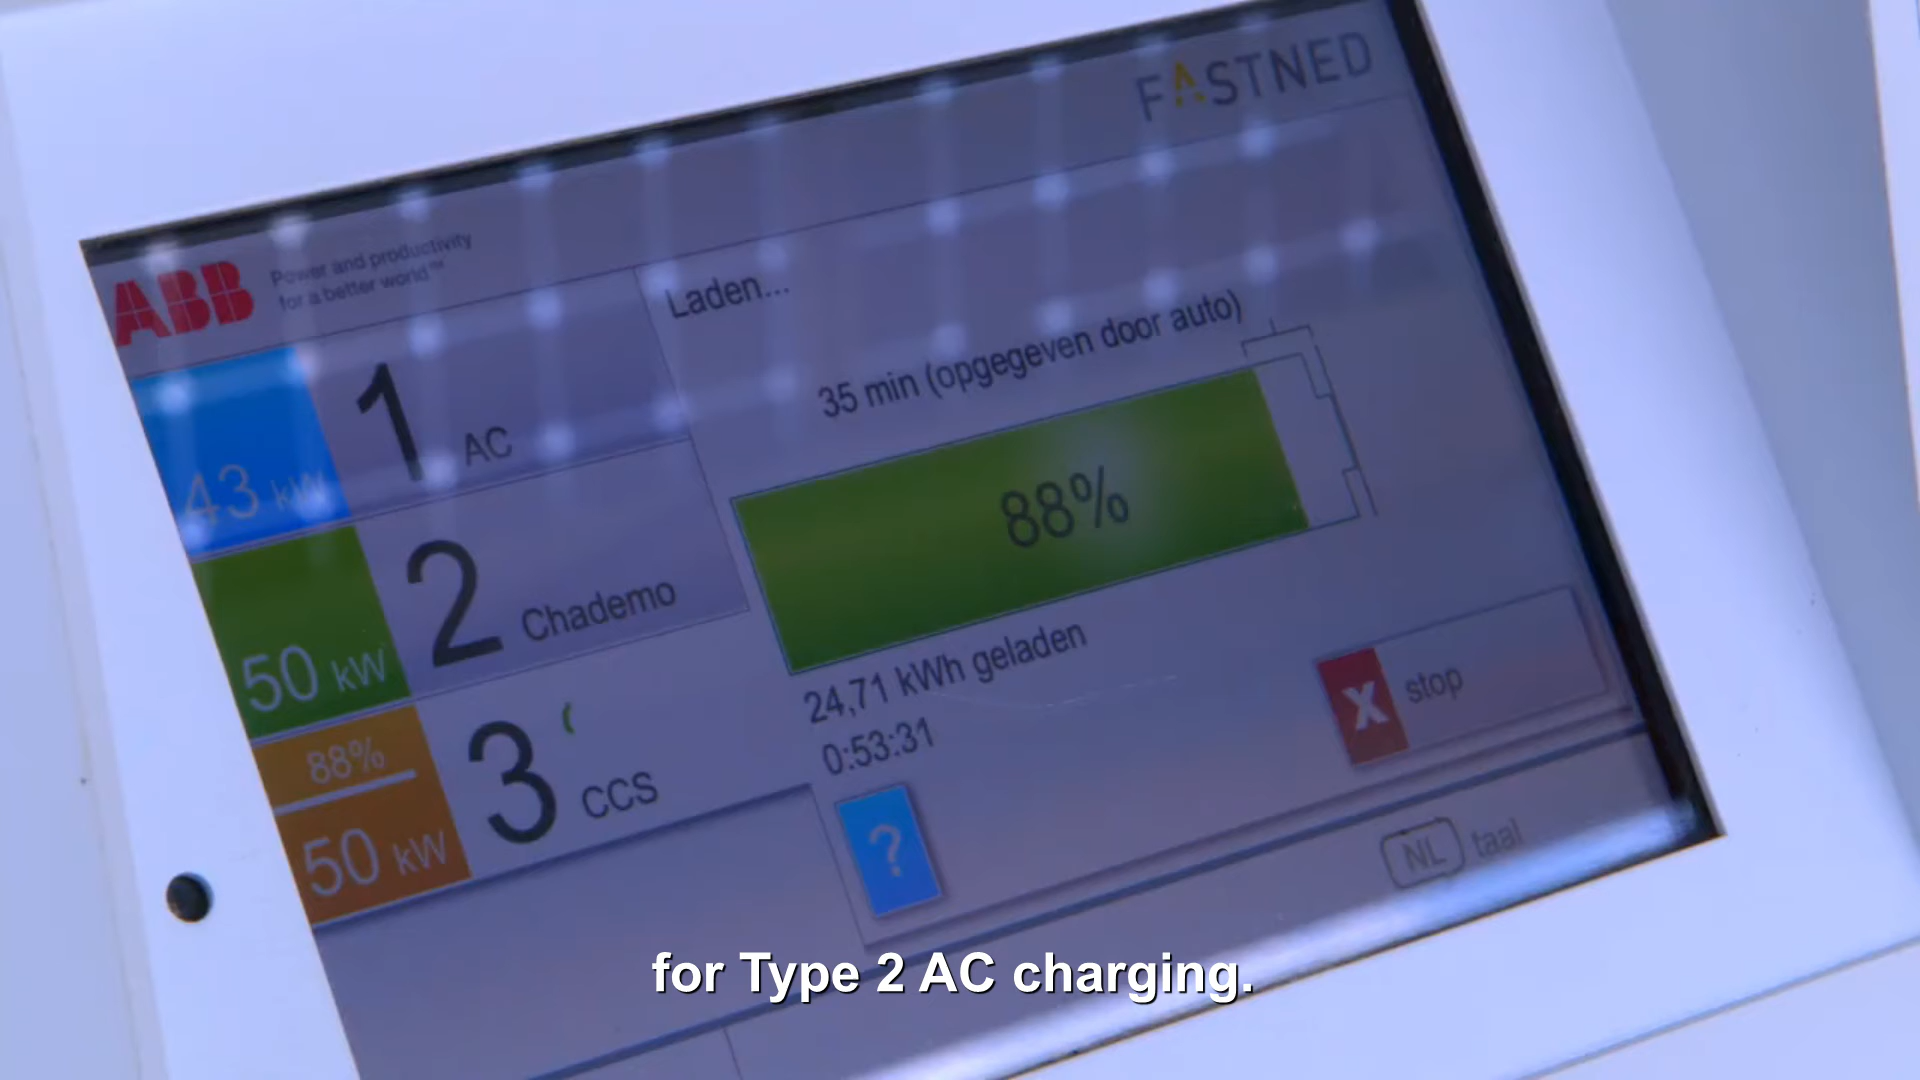 FASTNED
ABB
Power and productivity
for a better world™
Laden...
35 min (opgegeven door auto)
88%
24,71 kWh geladen
0:53:31
43 kW
1 AC
50 kW
2 Chademo
88%
50 kW
3 CCS
X stop
?
NL taal
for Type 2 AC charging.